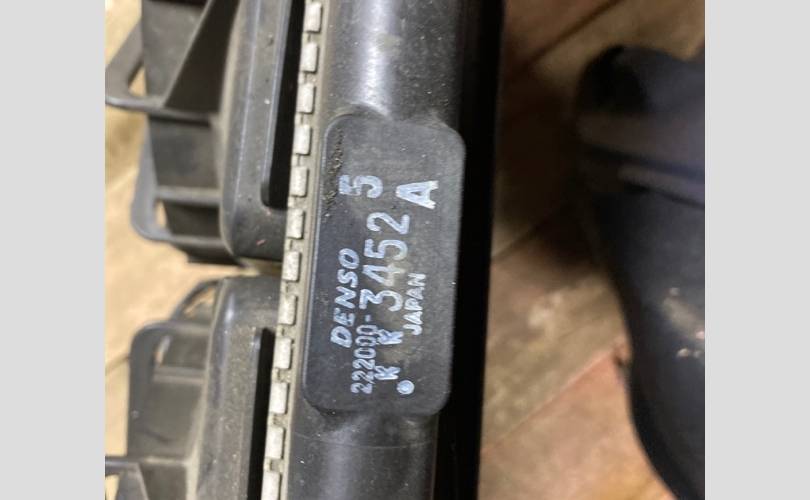 DENSO
222000-3452 5
K K A
JAPAN